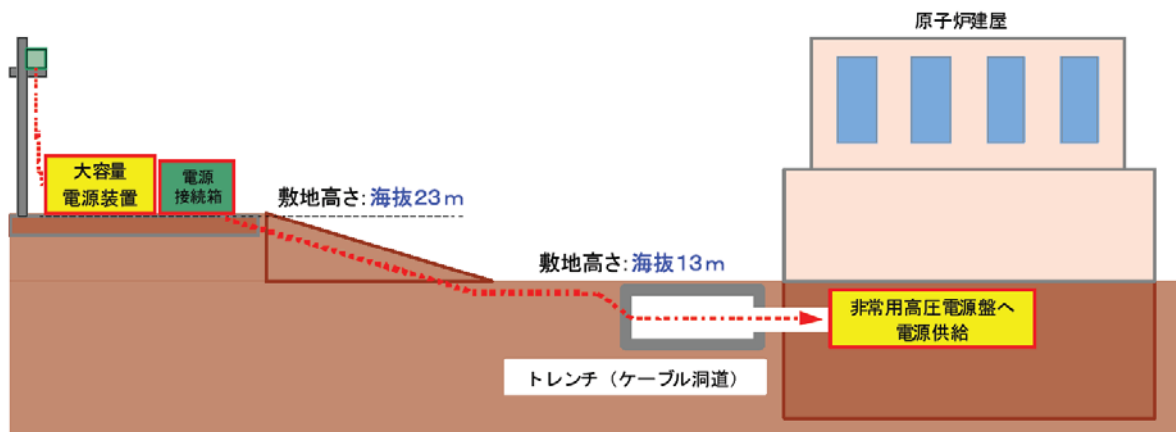 原子炉建屋
大容量
電源装置
電源
接続箱
敷地高さ:海抜23m
敷地高さ:海抜13m
非常用高圧電源盤へ
電源供給
トレンチ(ケーブル洞道)